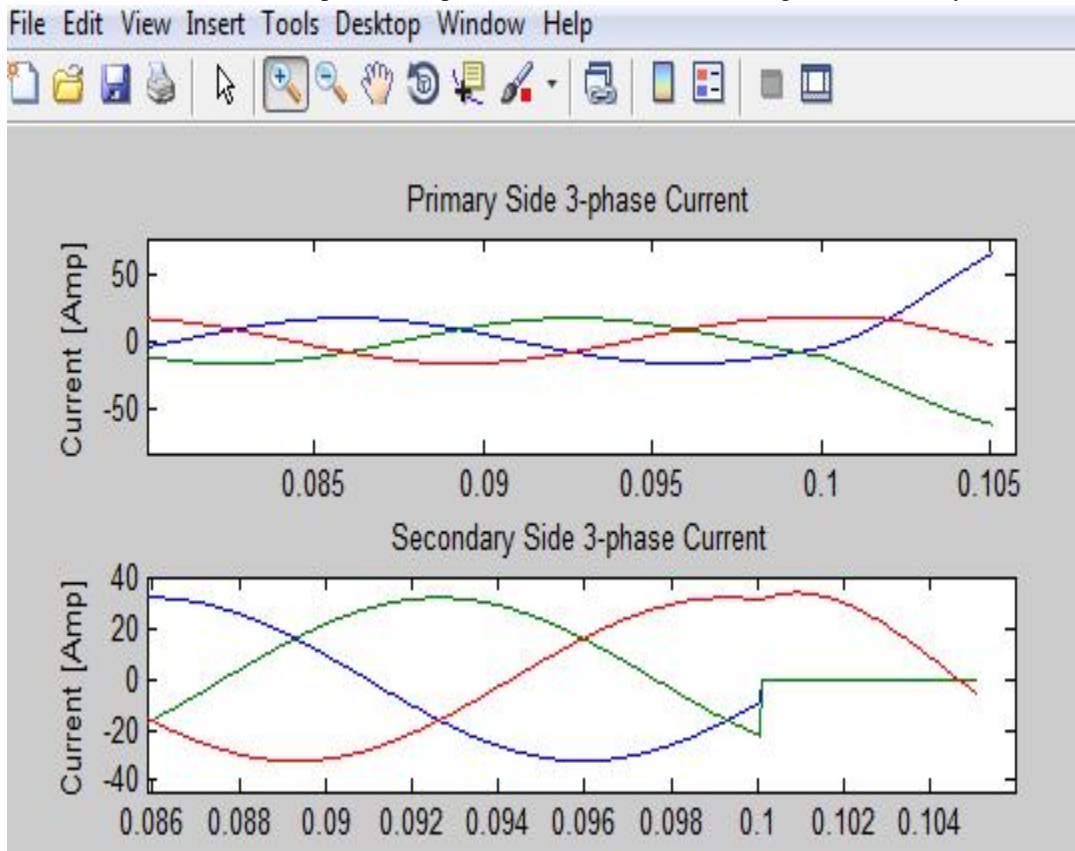 File Edit View Insert Tools Desktop Window Help
Primary Side 3-phase Current
Current [Amp]
50
0
-50
0.085 0.09 0.095 0.1 0.105
Secondary Side 3-phase Current
Current [Amp]
40
20
0
-20
-40
0.086 0.088 0.09 0.092 0.094 0.096 0.098 0.1 0.102 0.104